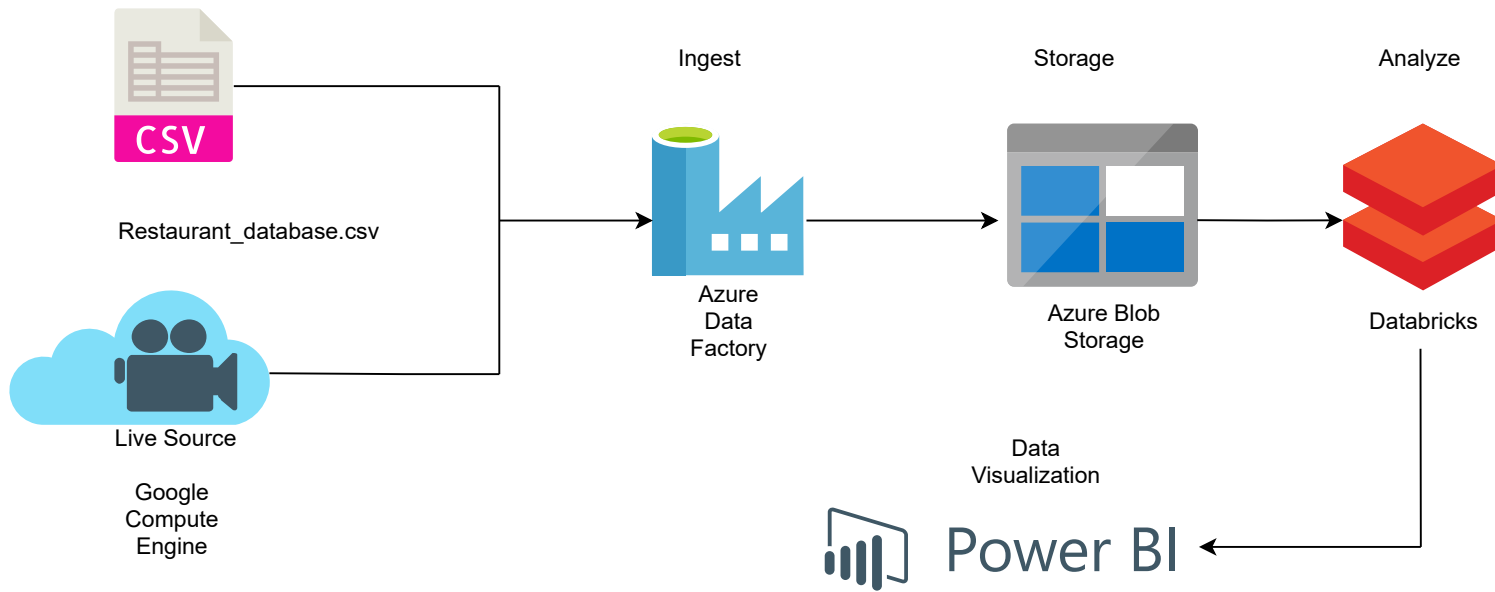 CSV
Restaurant_database.csv
Live Source
Google
Compute
Engine
Ingest
Azure
Data
Factory
Storage
Azure Blob
Storage
Analyze
Databricks
Data
Visualization
Power BI